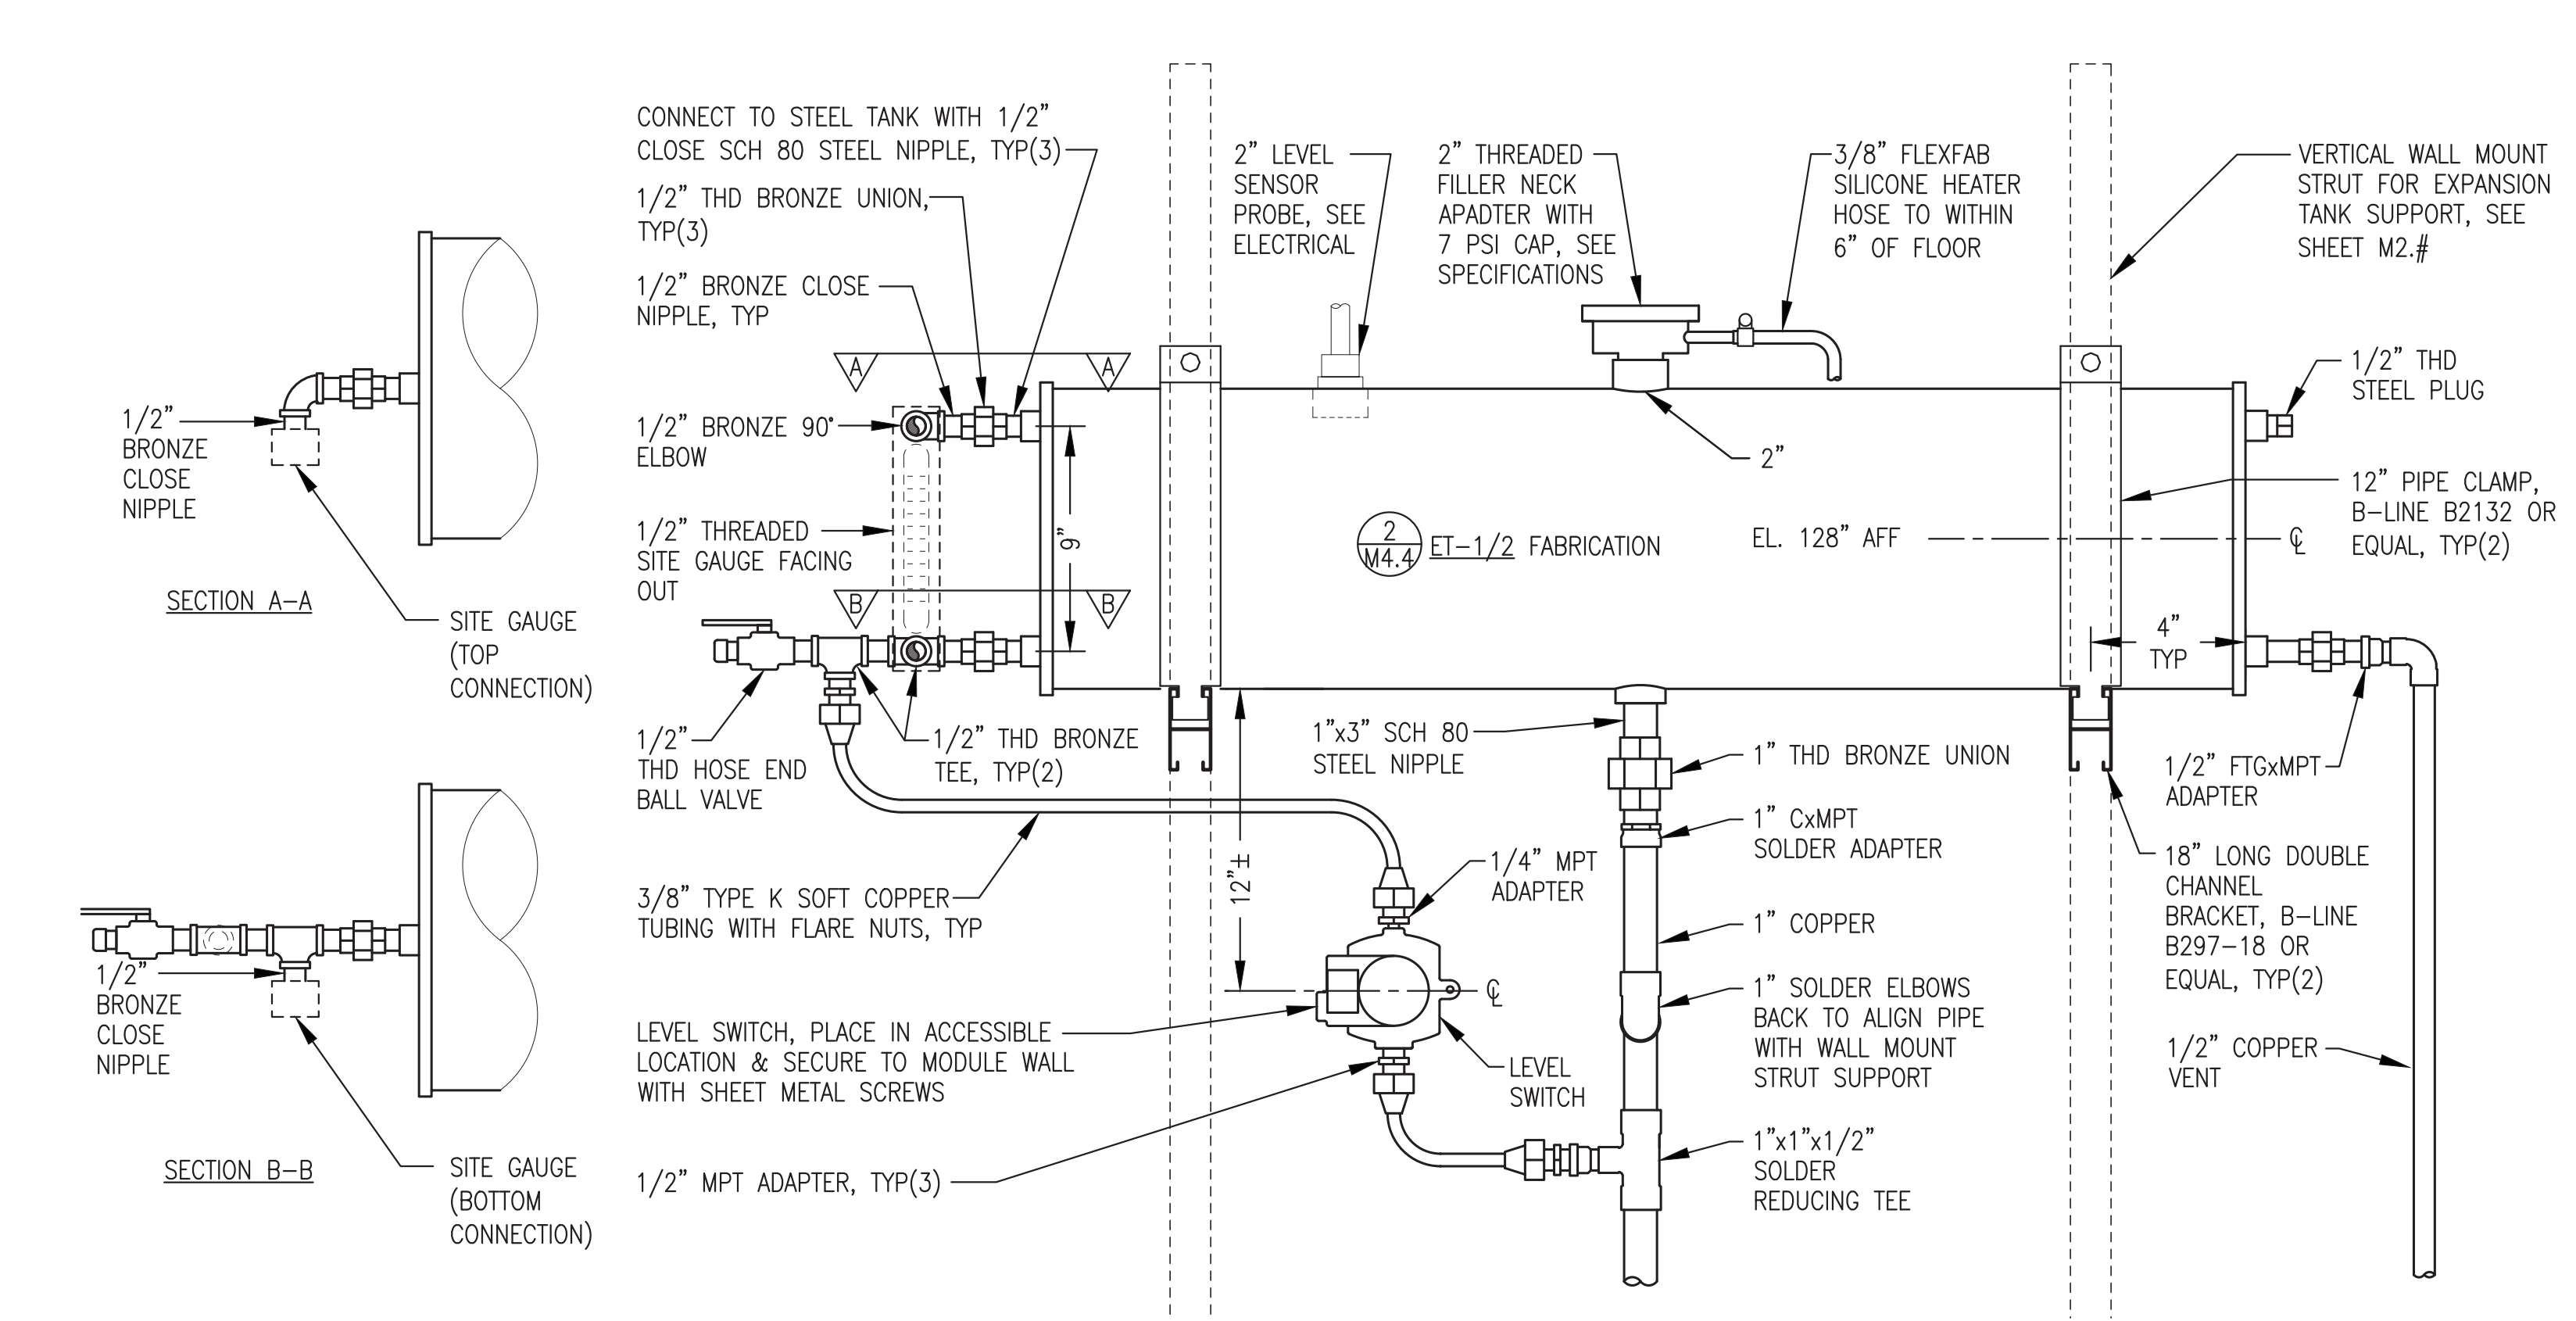 CONNECT TO STEEL TANK WITH 1/2”
CLOSE SCH 80 STEEL NIPPLE, TYP(3)
1/2” THD BRONZE UNION,
TYP(3)
1/2” BRONZE CLOSE
NIPPLE, TYP
2” LEVEL
SENSOR
PROBE, SEE
ELECTRICAL
2” THREADED
FILLER NECK
APADTER WITH
7 PSI CAP, SEE
SPECIFICATIONS
3/8” FLEXFAB
SILICONE HEATER
HOSE TO WITHIN
6” OF FLOOR
VERTICAL WALL MOUNT
STRUT FOR EXPANSION
TANK SUPPORT, SEE
SHEET M2.#
A
A
1/2”
BRONZE
CLOSE
NIPPLE
SECTION A-A
SITE GAUGE
(TOP
CONNECTION)
1/2” BRONZE 90°
ELBOW
1/2” THREADED
SITE GAUGE FACING
OUT
9”
B
B
2”
2
M4.4
ET-1/2 FABRICATION
EL. 128” AFF
℄
1/2” THD
STEEL PLUG
12” PIPE CLAMP,
B-LINE B2132 OR
EQUAL, TYP(2)
4”
TYP
1/2”
THD HOSE END
BALL VALVE
1/2” THD BRONZE
TEE, TYP(2)
1”x3” SCH 80
STEEL NIPPLE
1” THD BRONZE UNION
1” CxMPT
SOLDER ADAPTER
1/2” FTGxMPT
ADAPTER
18” LONG DOUBLE
CHANNEL
BRACKET, B-LINE
B297-18 OR
EQUAL, TYP(2)
3/8” TYPE K SOFT COPPER
TUBING WITH FLARE NUTS, TYP
12”±
1/4” MPT
ADAPTER
1” COPPER
℄
1” SOLDER ELBOWS
BACK TO ALIGN PIPE
WITH WALL MOUNT
STRUT SUPPORT
1/2”
BRONZE
CLOSE
NIPPLE
SECTION B-B
SITE GAUGE
(BOTTOM
CONNECTION)
LEVEL SWITCH, PLACE IN ACCESSIBLE
LOCATION & SECURE TO MODULE WALL
WITH SHEET METAL SCREWS
LEVEL
SWITCH
1/2” COPPER
VENT
1/2” MPT ADAPTER, TYP(3)
1”x1”x1/2”
SOLDER
REDUCING TEE